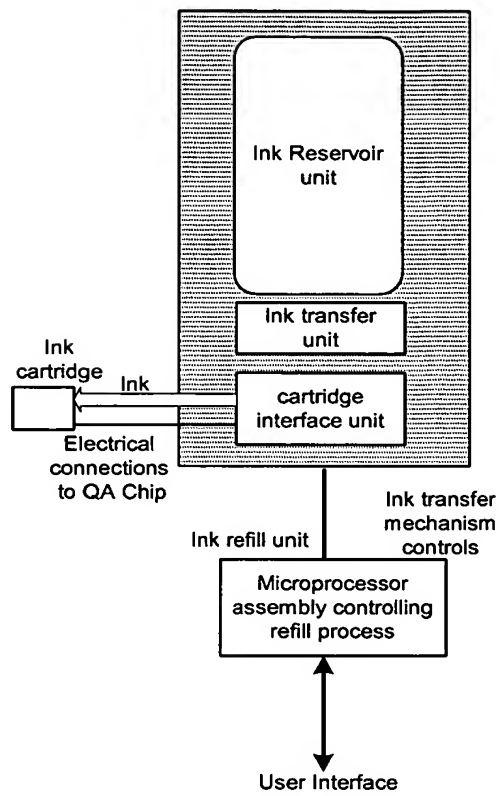 Ink Reservoir
unit
Ink transfer
unit
Ink
cartridge
Ink
cartridge
interface unit
Electrical
connections
to QA Chip
Ink transfer
mechanism
controls
Ink refill unit
Microprocessor
assembly controlling
refill process
User Interface